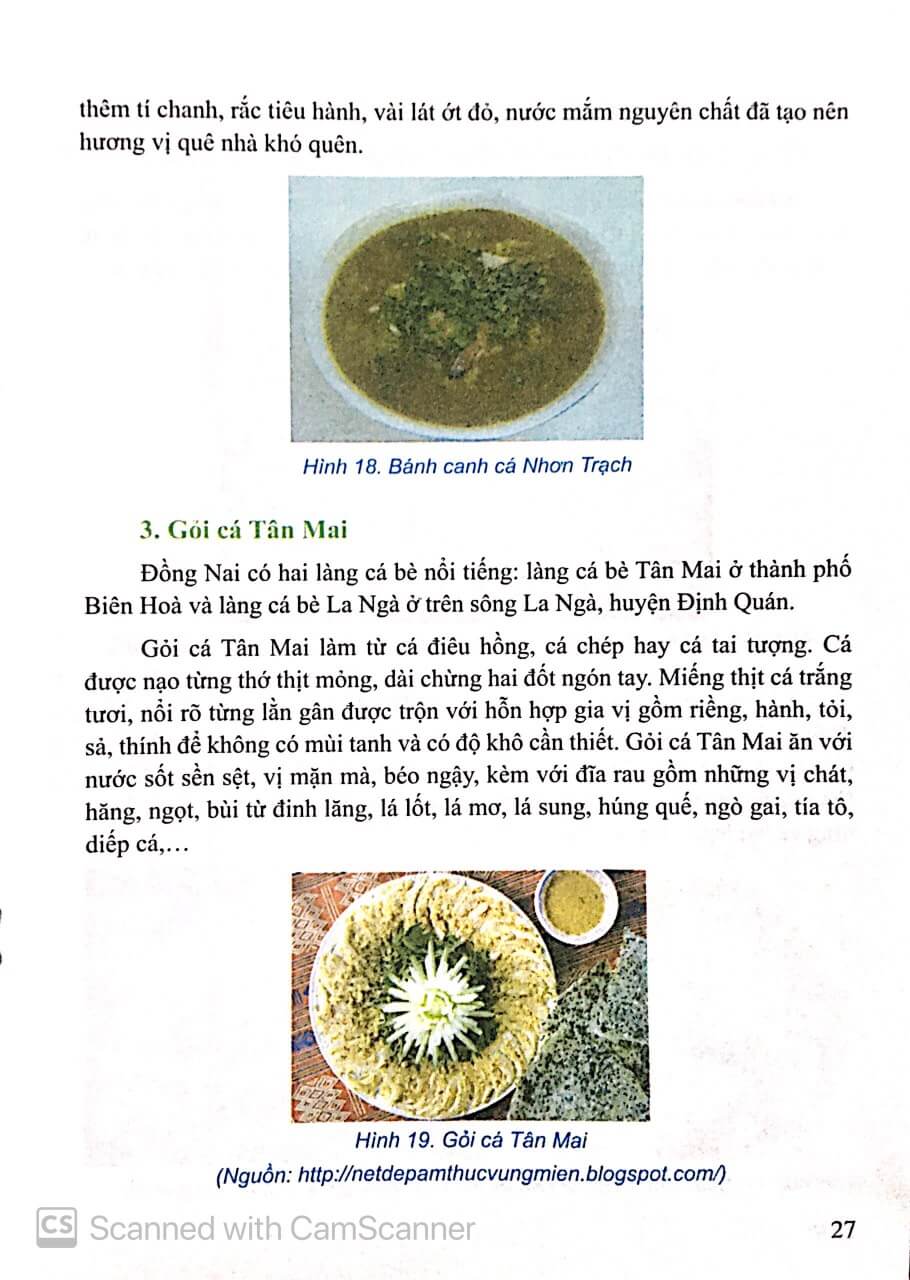 thêm tí chanh, rắc tiêu hành, vài lát ớt đỏ, nước mắm nguyên chất đã tạo nên
hương vị quê nhà khó quên.
Hình 18. Bánh canh cá Nhơn Trạch
3. Gỏi cá Tân Mai
Đồng Nai có hai làng cá bè nổi tiếng: làng cá bè Tân Mai ở thành phố
Biên Hoà và làng cá bè La Ngà ở trên sông La Ngà, huyện Định Quán.
Gỏi cá Tân Mai làm từ cá điêu hồng, cá chép hay cá tai tượng. Cá
được nạo từng thớ thịt mỏng, dài chừng hai đốt ngón tay. Miếng thịt cá trắng
tươi, nổi rõ từng lằn gân được trộn với hỗn hợp gia vị gồm riềng, hành, tỏi,
sả, thính để không có mùi tanh và có độ khô cần thiết. Gỏi cá Tân Mai ăn với
nước sốt sền sệt, vị mặn mà, béo ngậy, kèm với đĩa rau gồm những vị chát,
hăng, ngọt, bùi từ đinh lăng, lá lốt, lá mơ, lá sung, húng quế, ngò gai, tía tô,
diếp cá,...
Hình 19. Gỏi cá Tân Mai
(Nguồn: http://netdepamthucvungmien.blogspot.com/)
CS Scanned with CamScanner
27